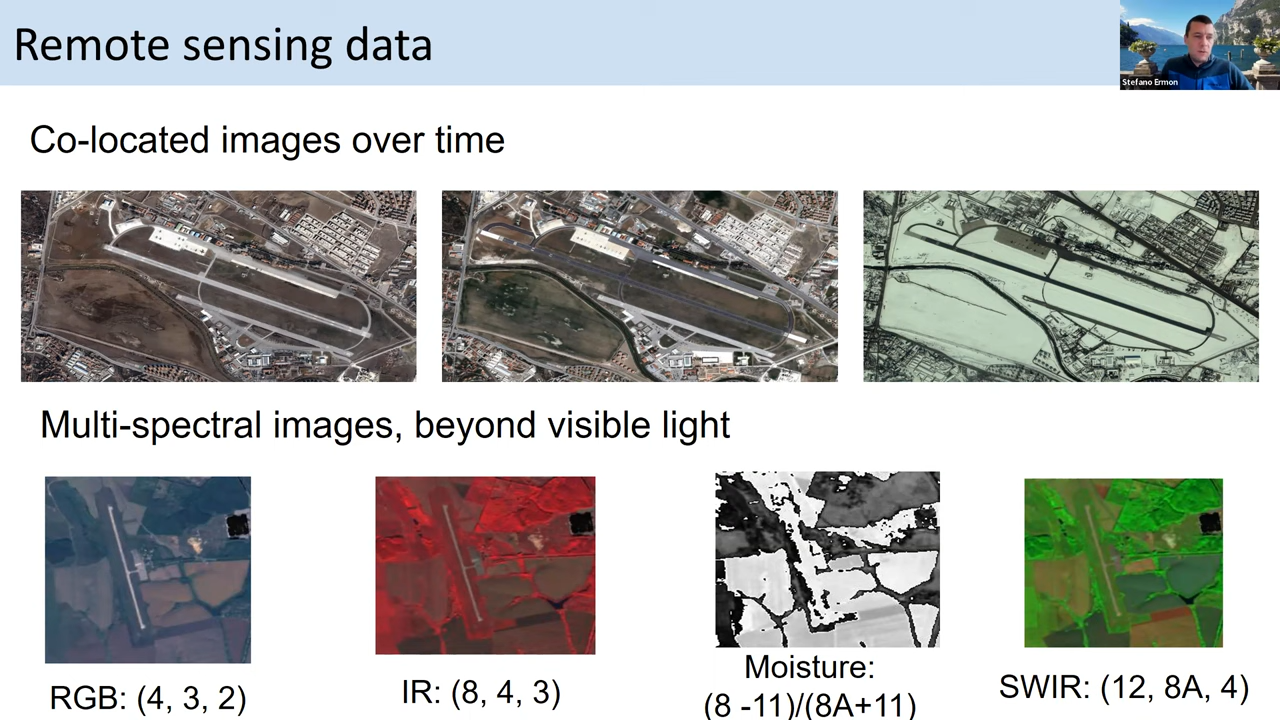 Remote sensing data
Stefano Ermon
Co-located images over time
Multi-spectral images, beyond visible light
RGB: (4, 3, 2)
IR: (8, 4, 3)
Moisture:
(8 -11)/(8A+11)
SWIR: (12, 8A, 4)